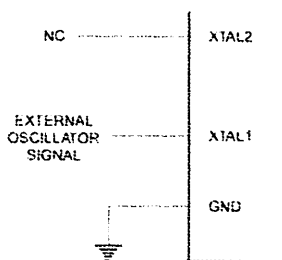 NC
XTAL2
EXTERNAL
OSCILLATOR
SIGNAL
XTAL1
GND